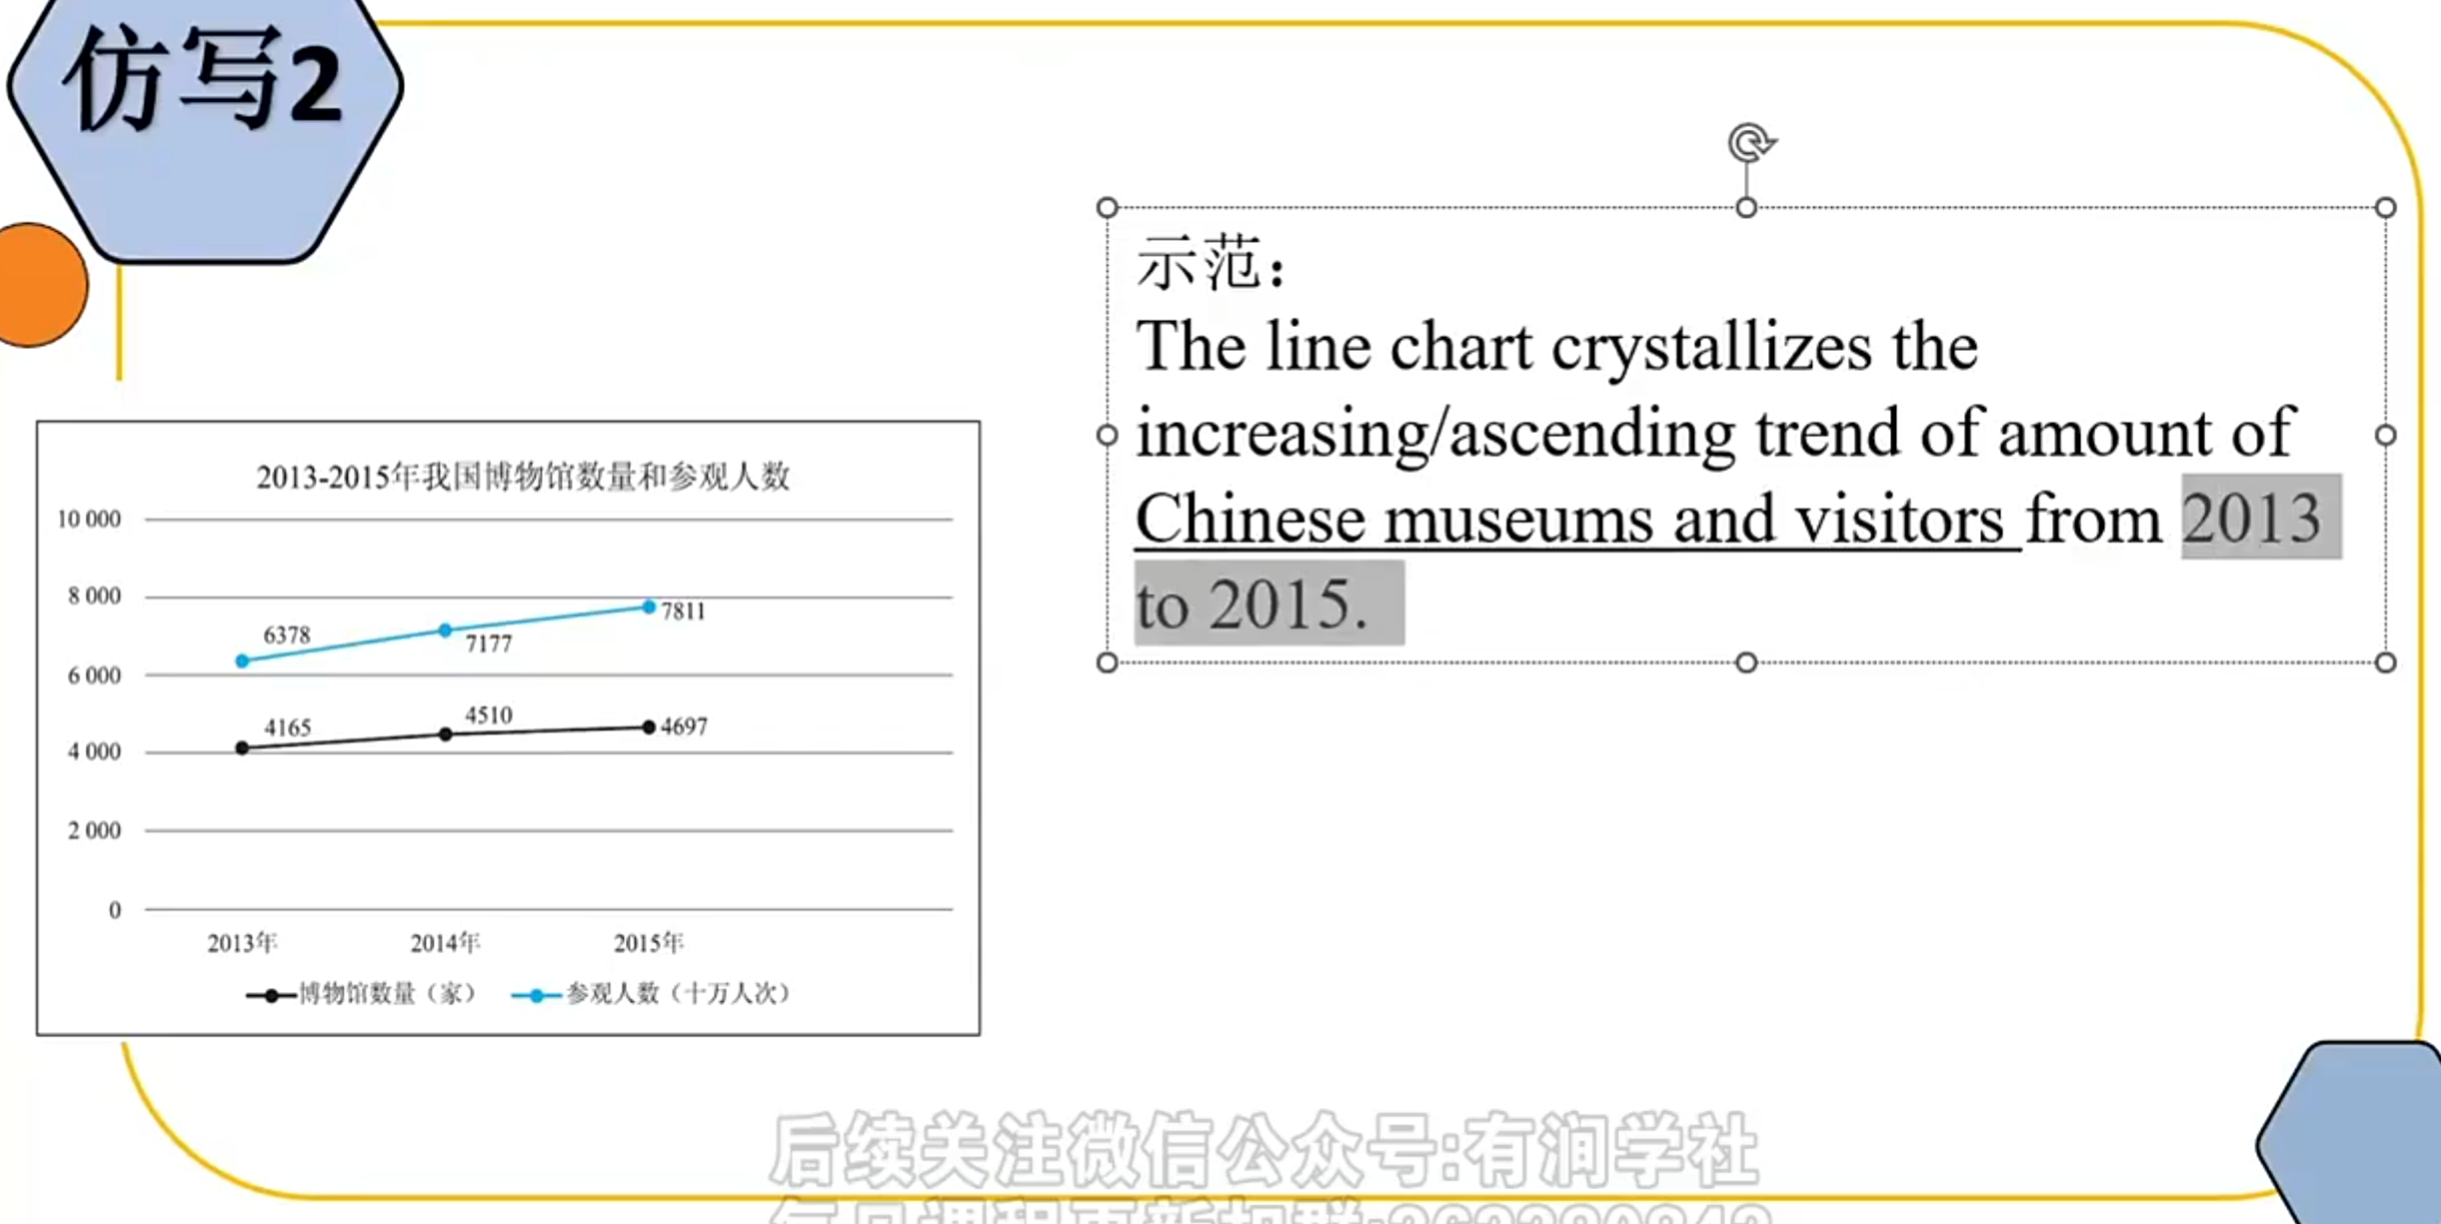 仿写2
示范：
The line chart crystallizes the
increasing/ascending trend of amount of
Chinese museums and visitors from 2013
to 2015.
2013-2015年我国博物馆数量和参观人数
10 000
8 000
6 000
4 000
2 000
0
6378
7177
7811
4165
4510
4697
2013年
2014年
2015年
博物馆数量（家）
参观人数（十万人次）
后续关注微信公众号:有润学社